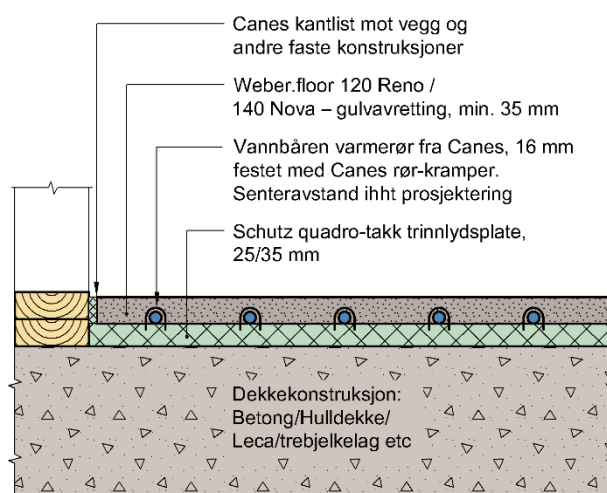 Canes kantlist mot vegg og
andre faste konstruksjoner
Weber.floor 120 Reno /
140 Nova – gulvavretting, min. 35 mm
Vannbåren varmerør fra Canes, 16 mm
festet med Canes rør-kramper.
Senteravstand ihht prosjektering
Schutz quadro-takk trinnlydsplate,
25/35 mm
Dekkekonstruksjon:
Betong/Hulldekke/
Leca/trebjelkelag etc